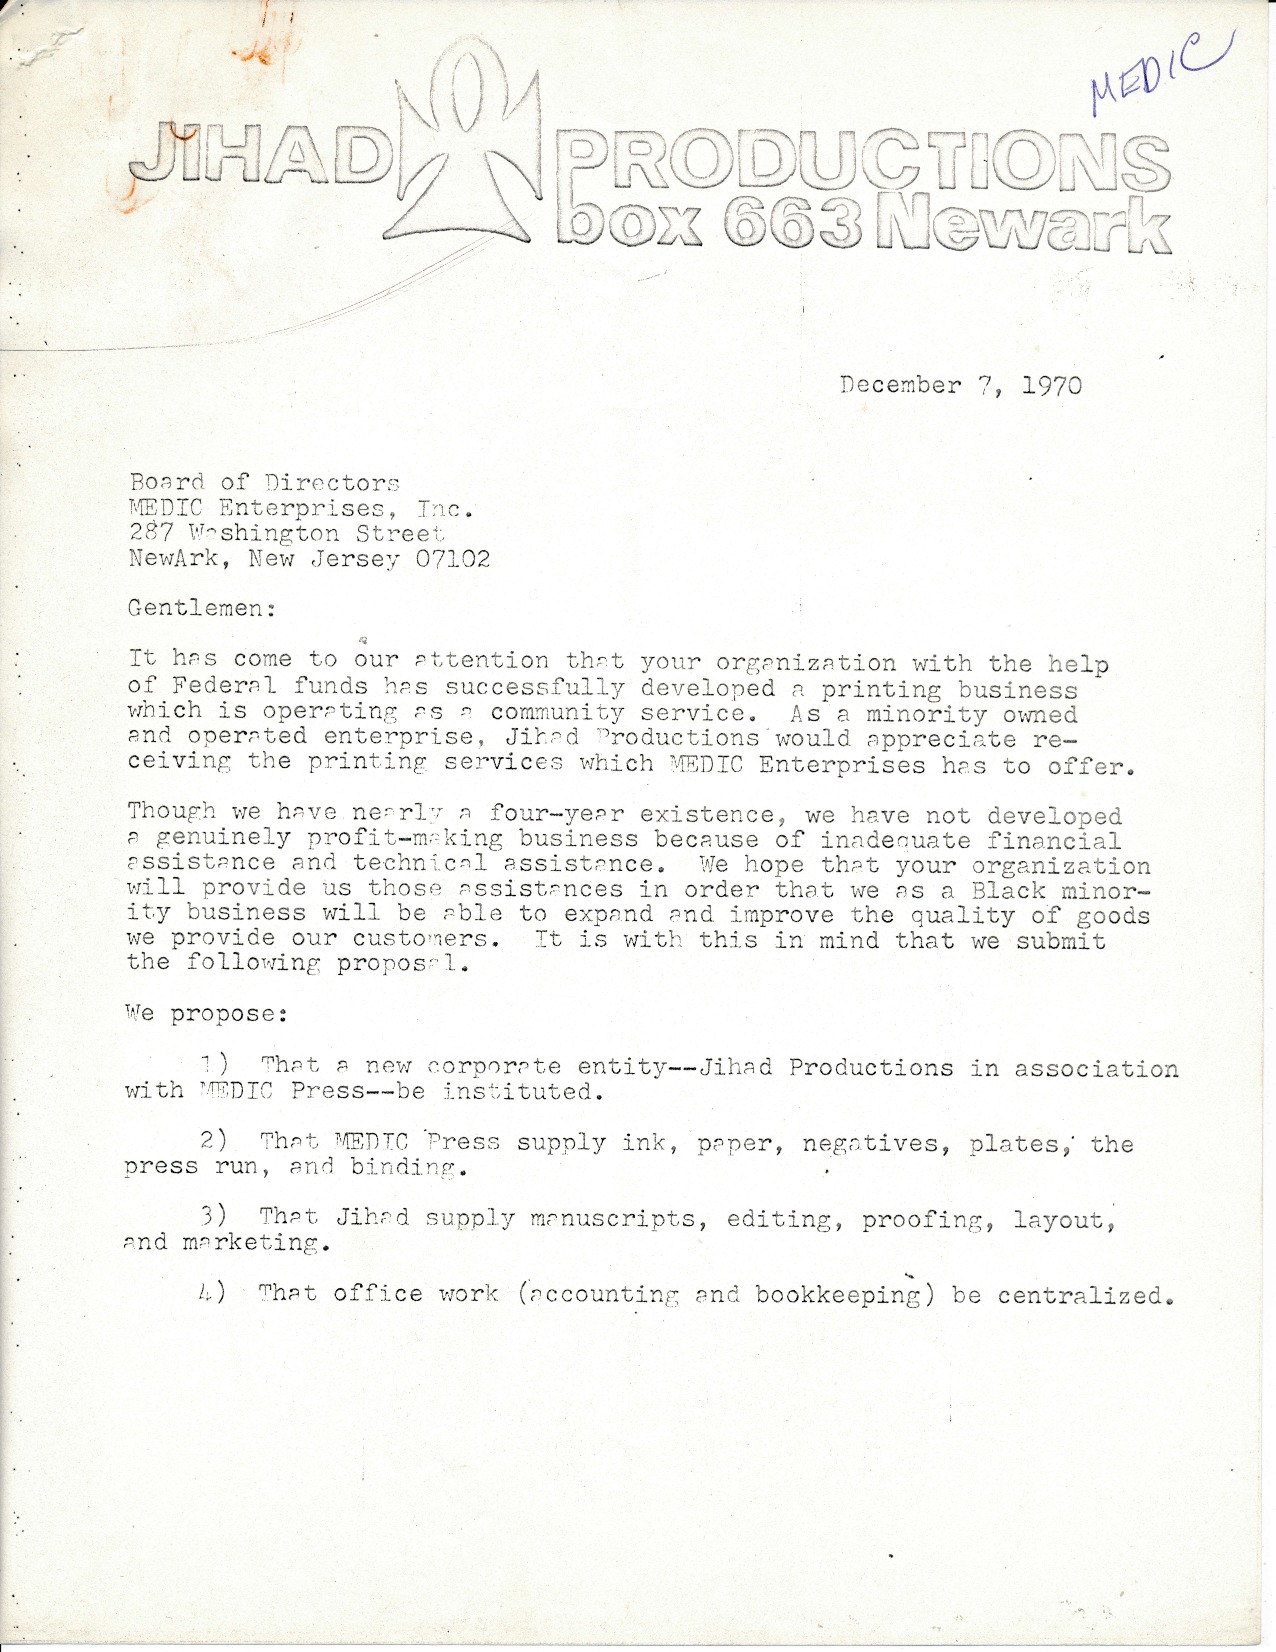 MEDIC
JIHAD PRODUCTIONS
box 663 Newark
December 7, 1970
Board of Directors
MEDIC Enterprises, Inc.
287 Washington Street
NewArk, New Jersey 07102
Gentlemen:
It has come to our attention that your organization with the help
of Federal funds has successfully developed a printing business
which is operating as a community service. As a minority owned
and operated enterprise, Jihad Productions would appreciate re-
ceiving the printing services which MEDIC Enterprises has to offer.
Though we have nearly a four-year existence, we have not developed
a genuinely profit-making business because of inadequate financial
assistance and technical assistance. We hope that your organization
will provide us those assistances in order that we as a Black minor-
ity business will be able to expand and improve the quality of goods
we provide our customers. It is with this in mind that we submit
the following proposal.
We propose:
1) That a new corporate entity--Jihad Productions in association
with MEDIC Press--be instituted.
2) That MEDIC Press supply ink, paper, negatives, plates, the
press run, and binding.
3) That Jihad supply manuscripts, editing, proofing, layout,
and marketing.
4) That office work (accounting and bookkeeping) be centralized.